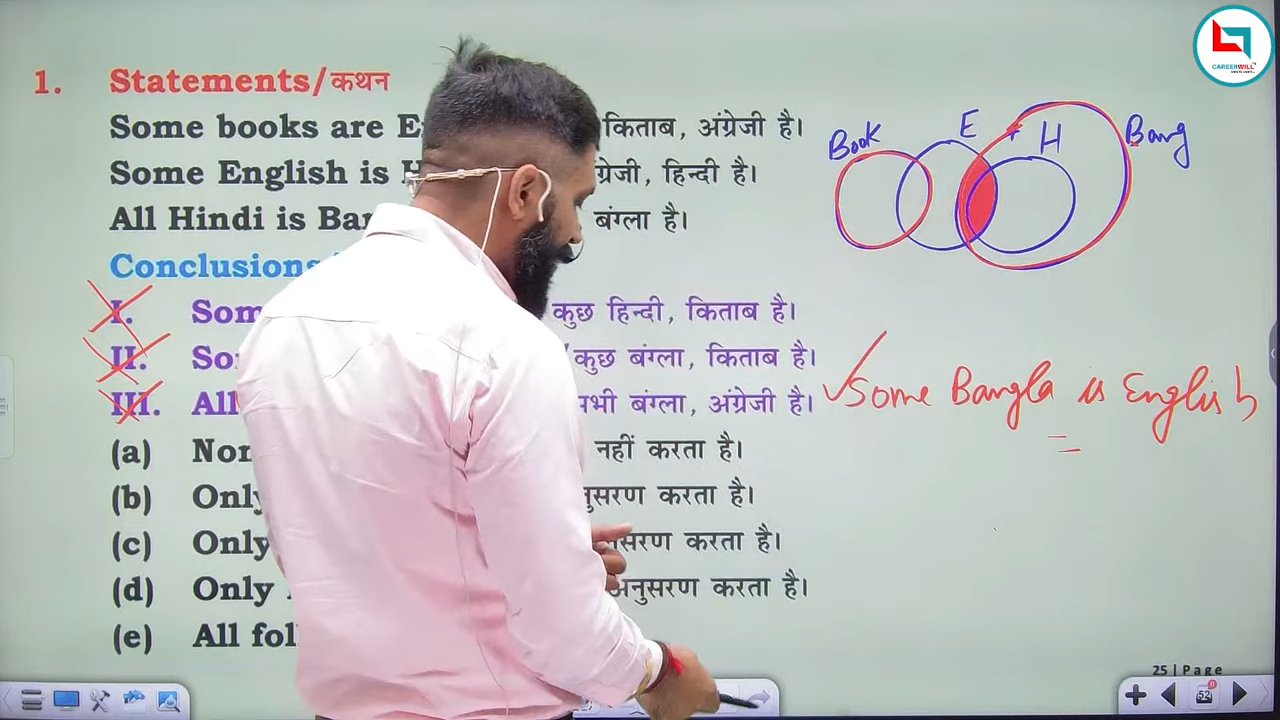 CAREERWILL
1. Statements/कथन
Some books are E किताब, अंग्रेजी है।
Some English is H ग्रेजी, हिन्दी है।
All Hindi is Ban बंग्ला है।
Conclusions
I. Som कुछ हिन्दी, किताब है।
II. So /कुछ बंग्ला, किताब है।
III. All सभी बंग्ला, अंग्रेजी है।
(a) Non नहीं करता है।
(b) Only नुसरण करता है।
(c) Only नुसरण करता है।
(d) Only अनुसरण करता है।
(e) All fol
Book E H Bang
Some Bangla is English
25 | Page
52